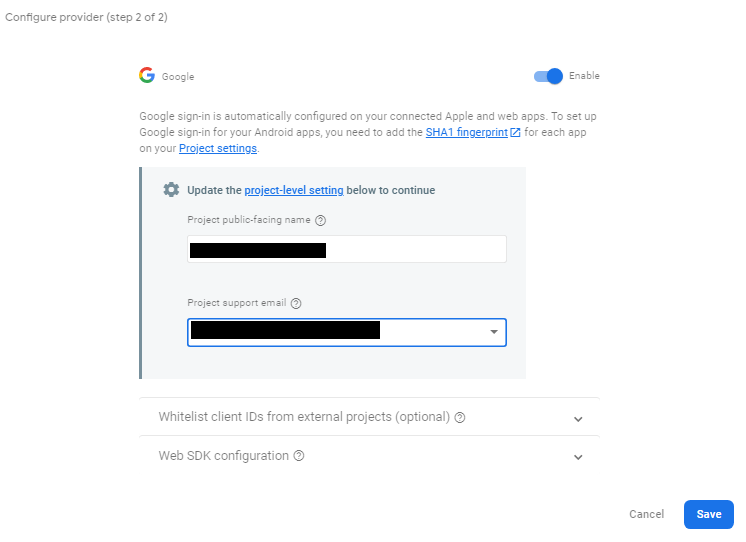 Configure provider (step 2 of 2)
Google
Enable
Google sign-in is automatically configured on your connected Apple and web apps. To set up
Google sign-in for your Android apps, you need to add the SHA1 fingerprint for each app
on your Project settings.
Update the project-level setting below to continue
Project public-facing name
Project support email
Whitelist client IDs from external projects (optional)
Web SDK configuration
Cancel
Save